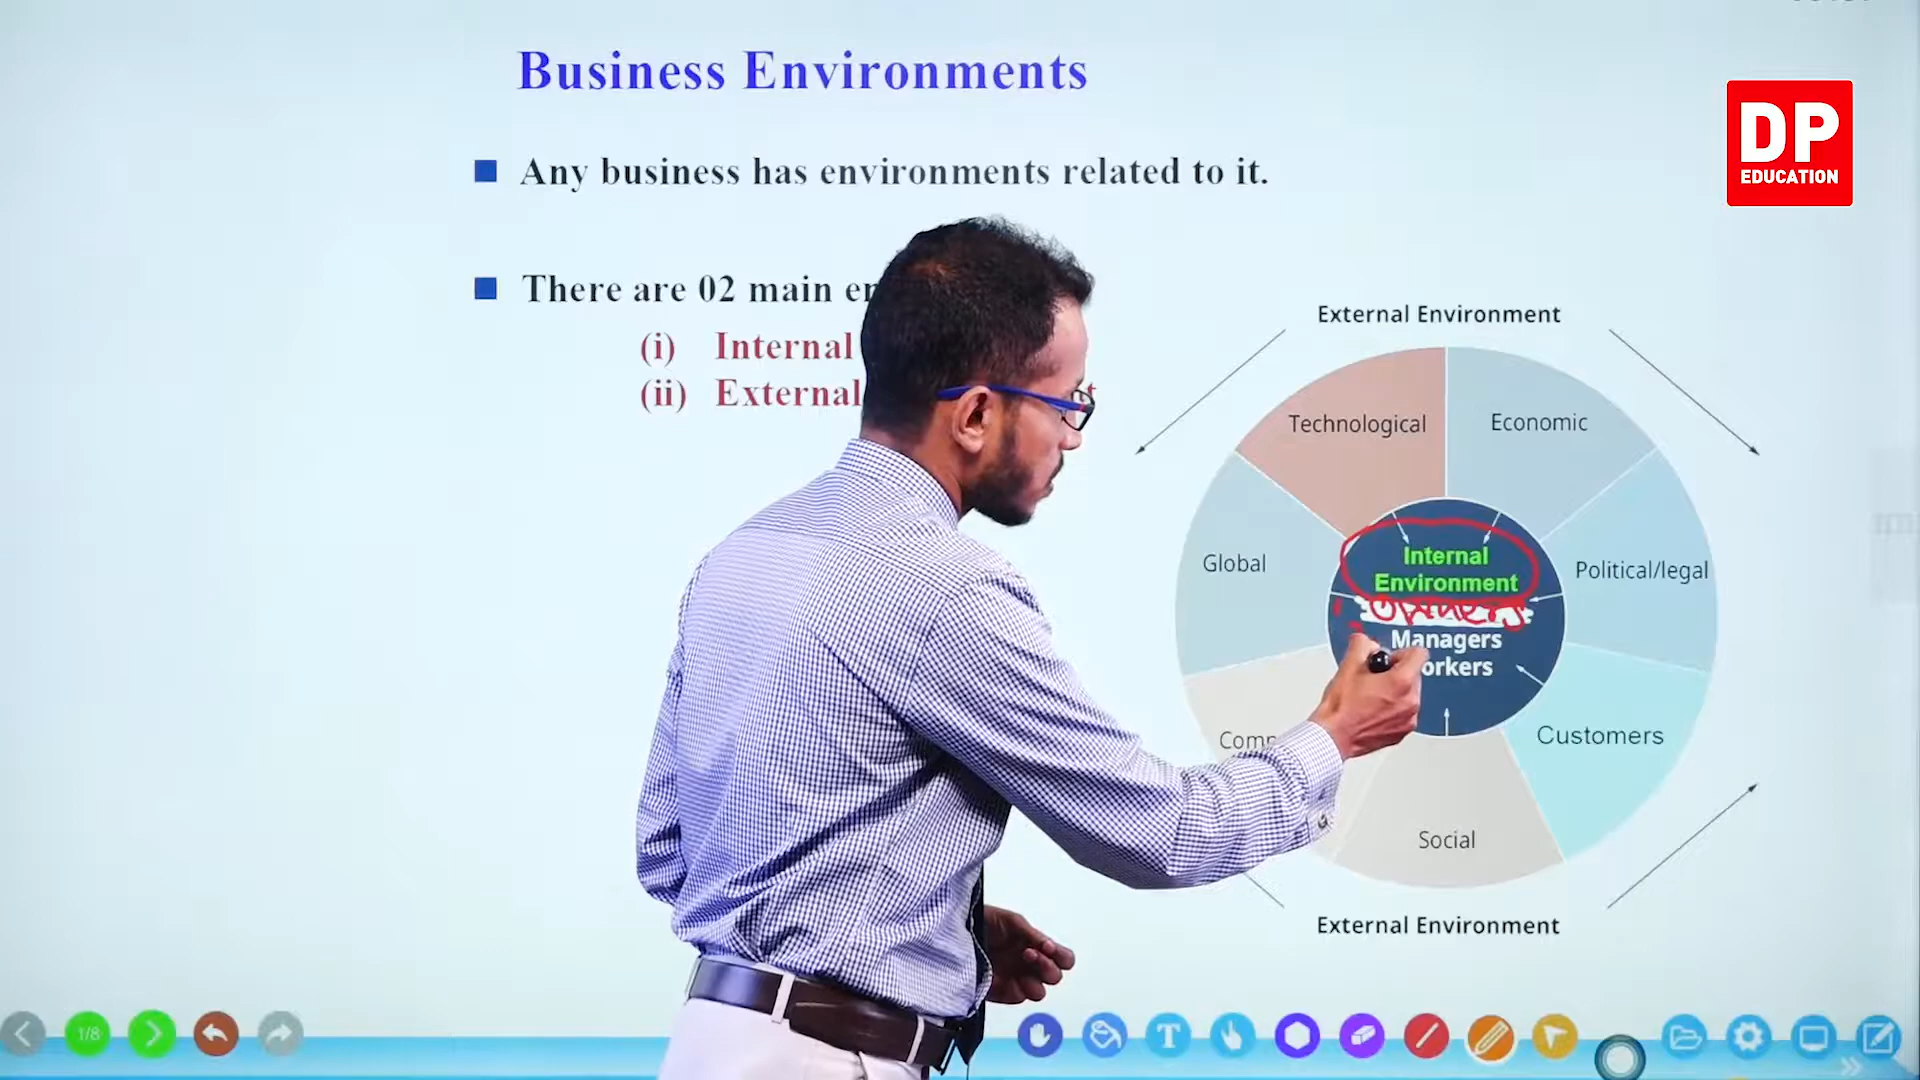 Business Environments
DP
EDUCATION
■ Any business has environments related to it.
■ There are 02 main
(i) Internal
(ii) External
External Environment
Technological
Economic
Global
Internal
Environment
Political/legal
Owners
Managers
Customers
Social
External Environment
1/8